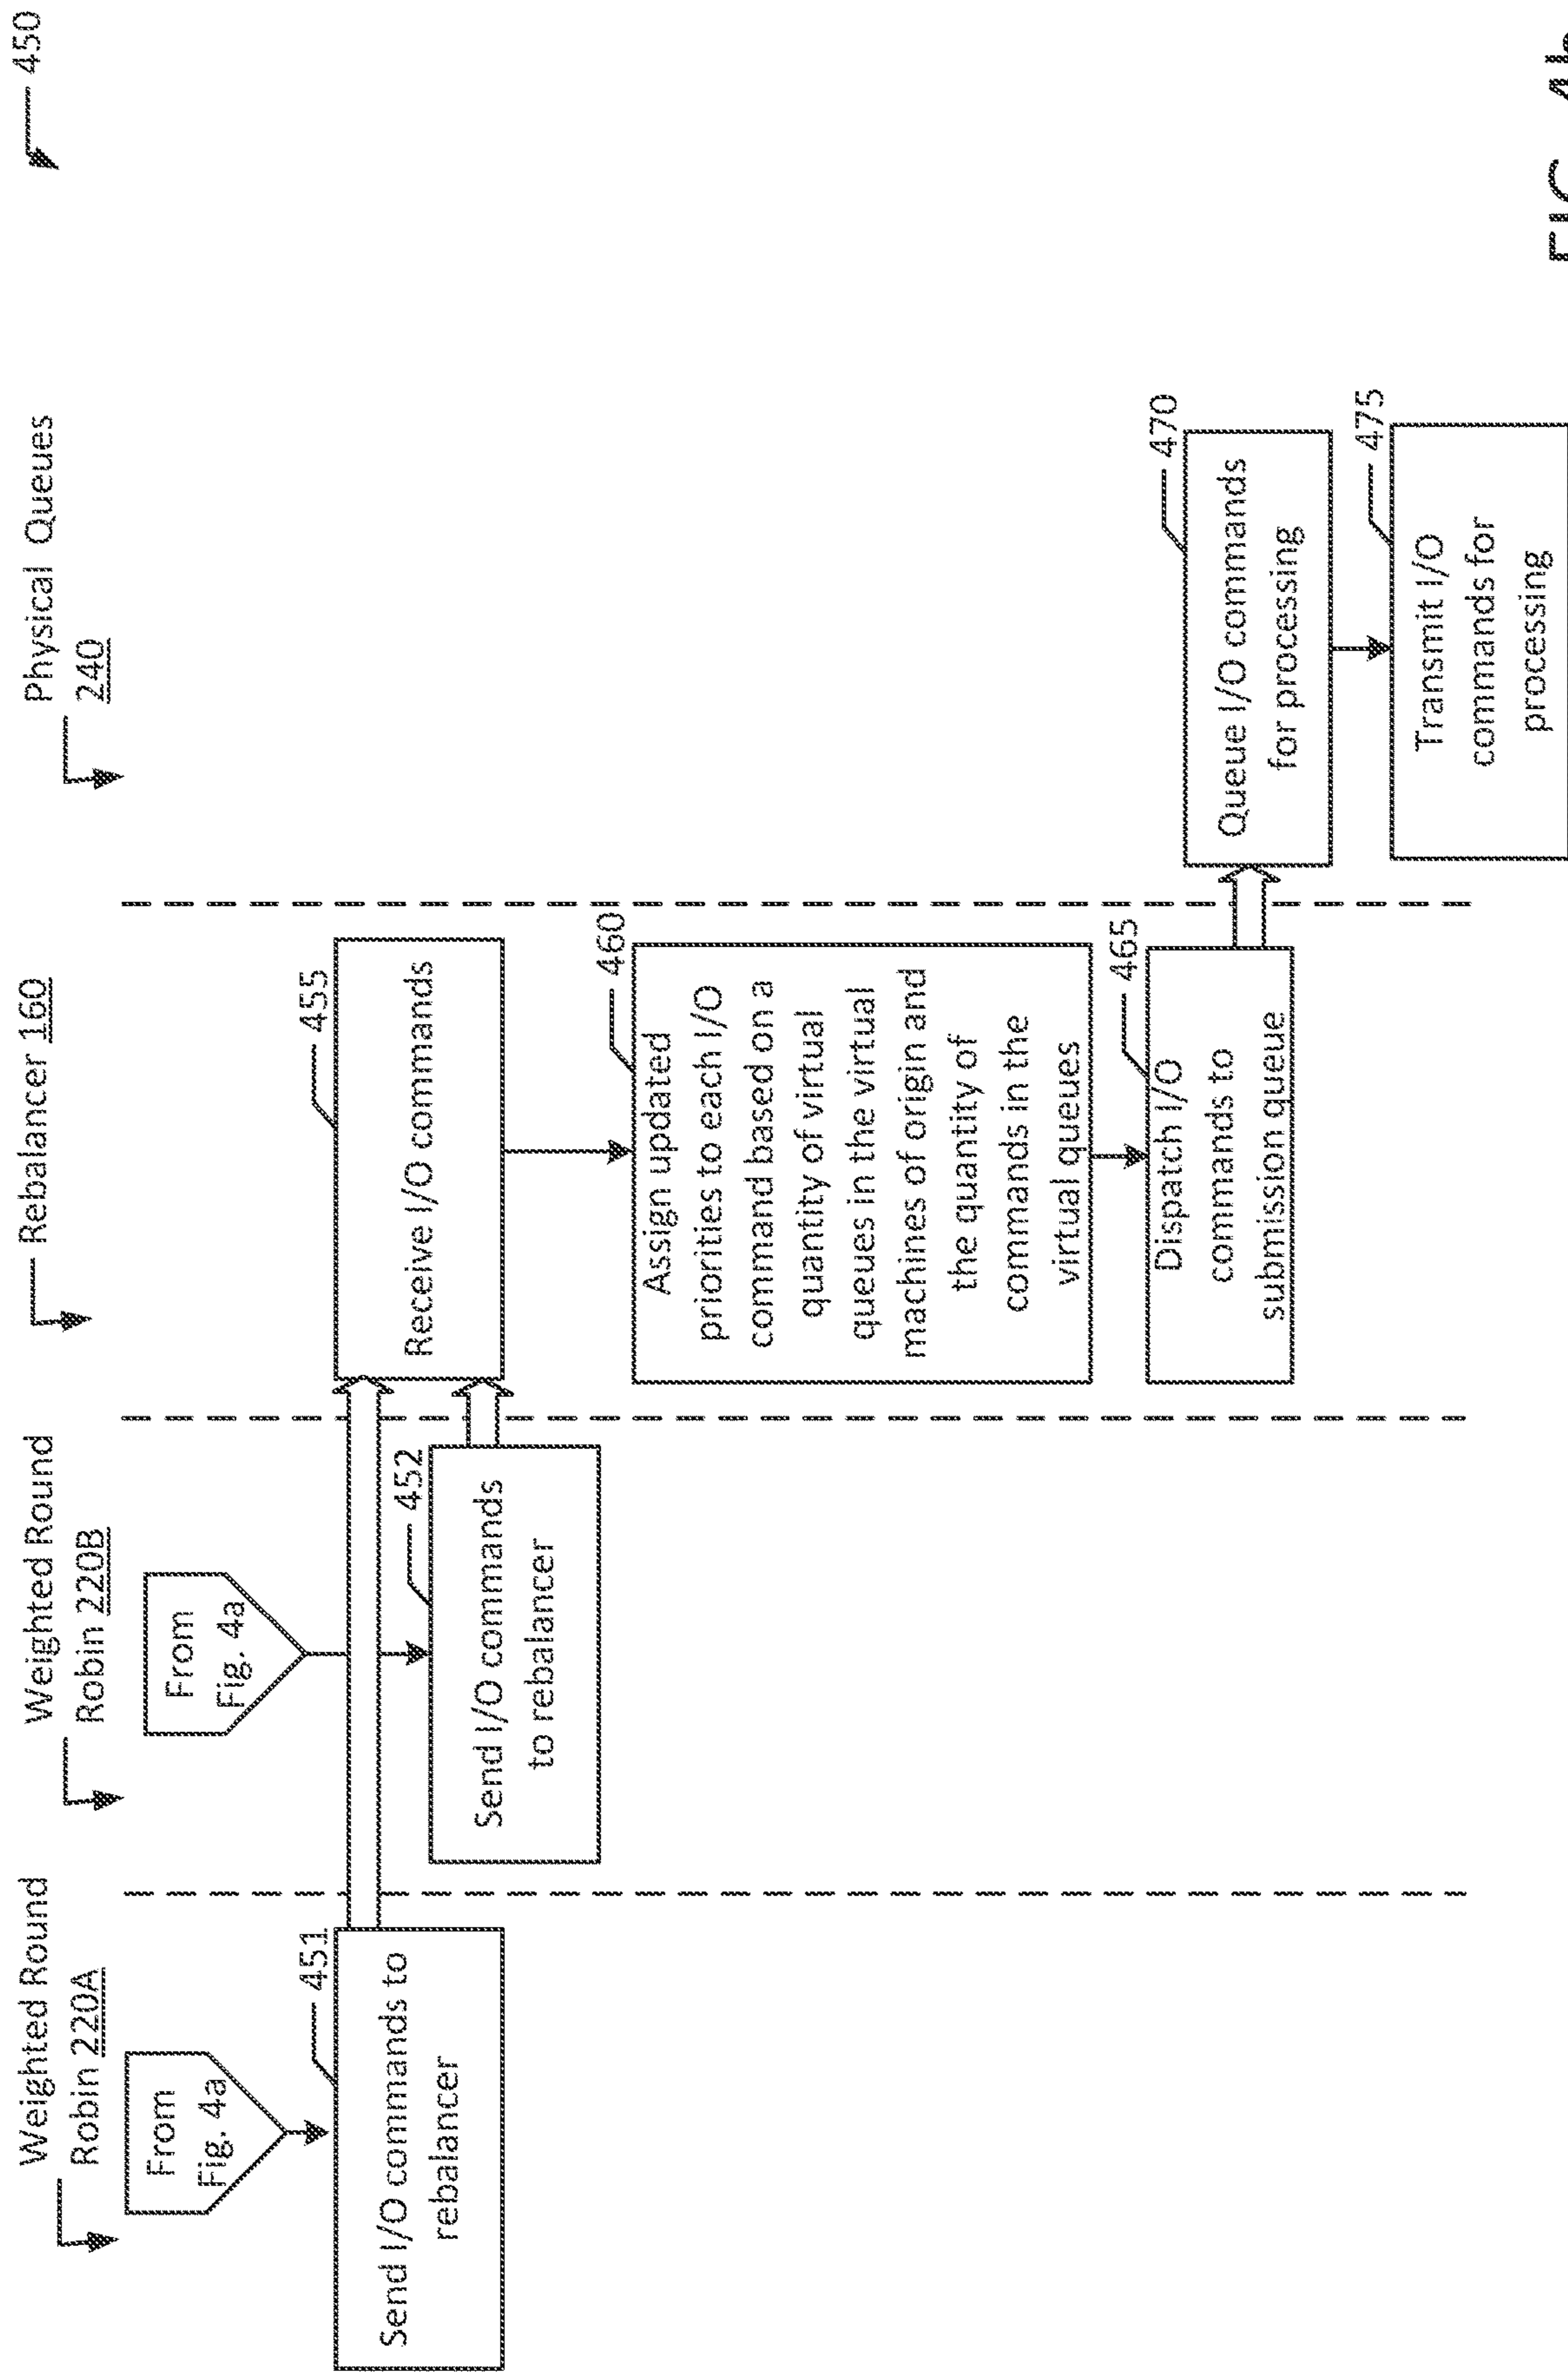 450
Weighted Round
Robin 220A
Weighted Round
Robin 220B
Rebalancer 160
Physical Queues
240
From
Fig. 4a
From
Fig. 4a
451
Send I/O commands to
rebalancer
452
Send I/O commands
to rebalancer
455
Receive I/O commands
460
Assign updated
priorities to each I/O
command based on a
quantity of virtual
queues in the virtual
machines of origin and
the quantity of
commands in the
virtual queues
465
Dispatch I/O
commands to
submission queue
470
Queue I/O commands
for processing
475
Transmit I/O
commands for
processing
FIG. 4b